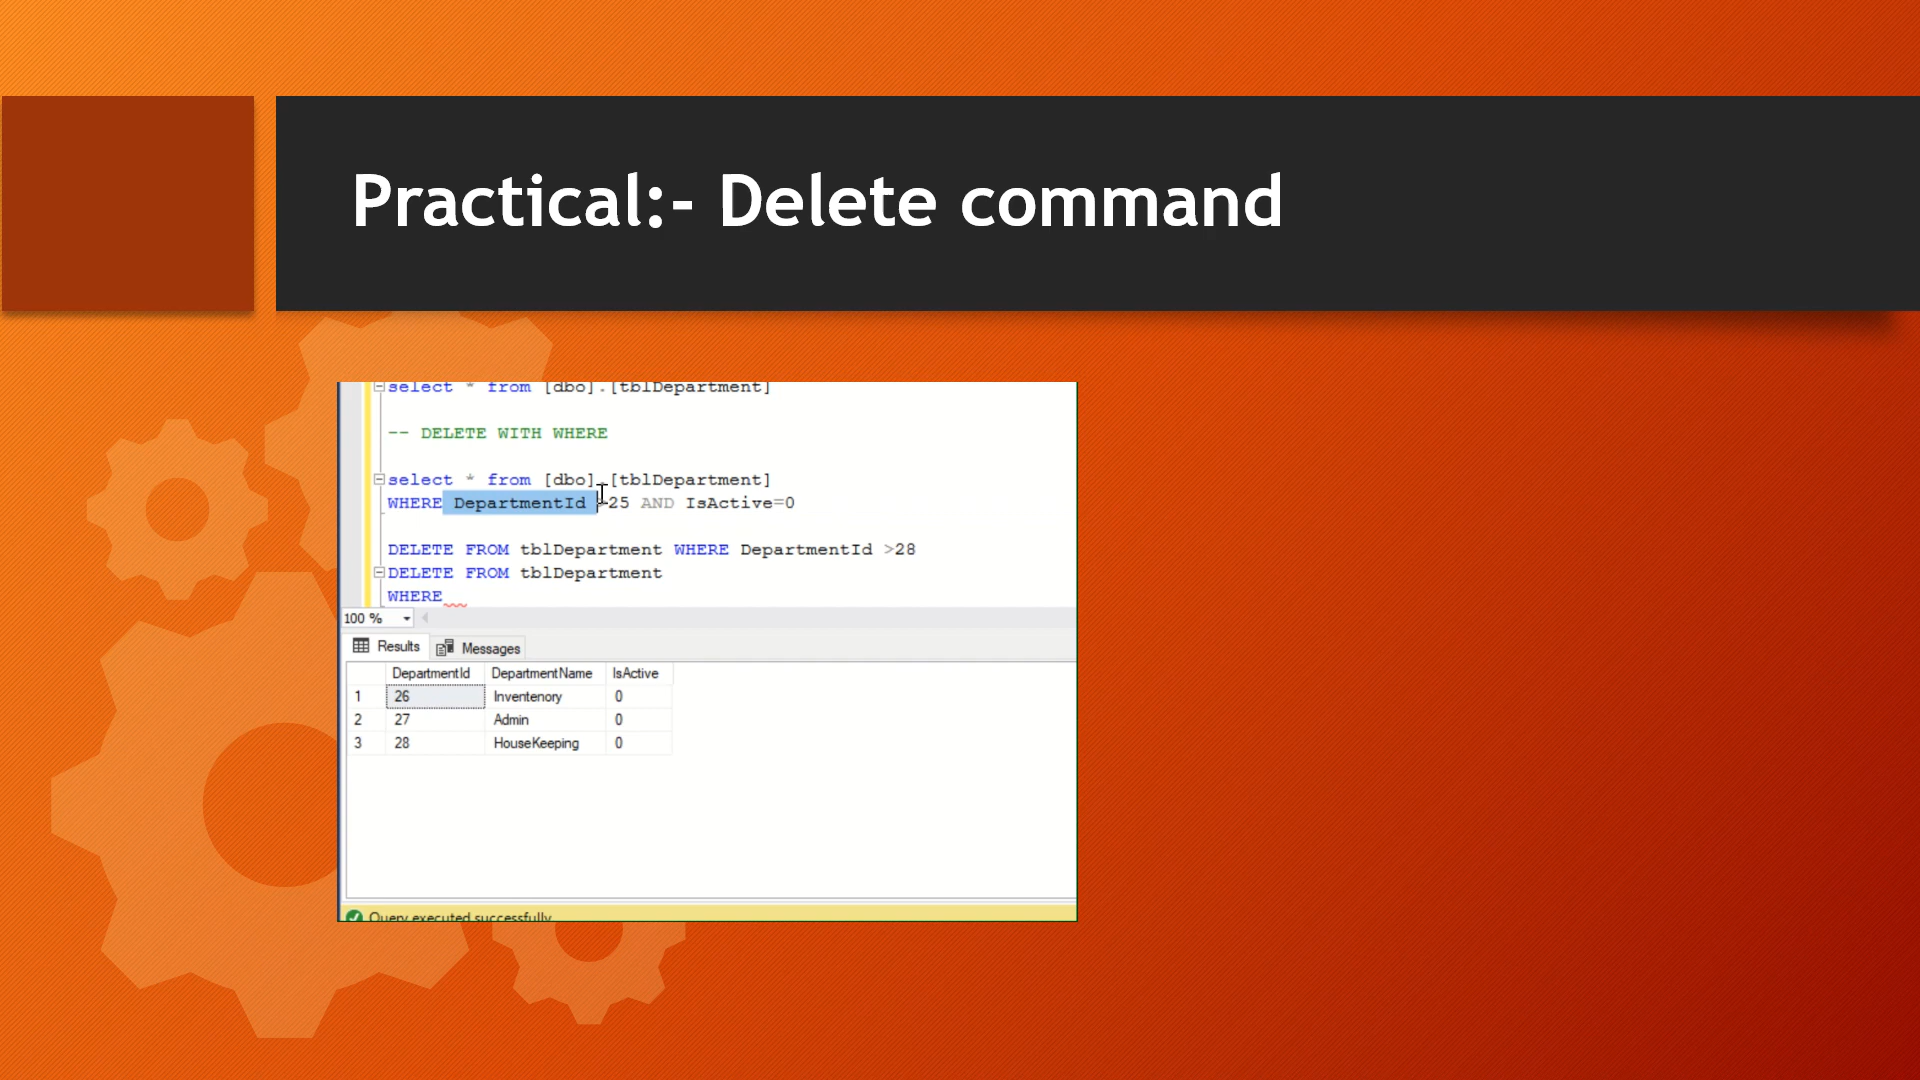 Practical:- Delete command
select * from [dbo].[tblDepartment]
-- DELETE WITH WHERE
select * from [dbo].[tblDepartment]
WHERE DepartmentId >25 AND IsActive=0
DELETE FROM tblDepartment WHERE DepartmentId >28
DELETE FROM tblDepartment
WHERE
100 %
Results Messages
DepartmentId DepartmentName IsActive
1 26 Inventenory 0
2 27 Admin 0
3 28 HouseKeeping 0
Query executed successfully